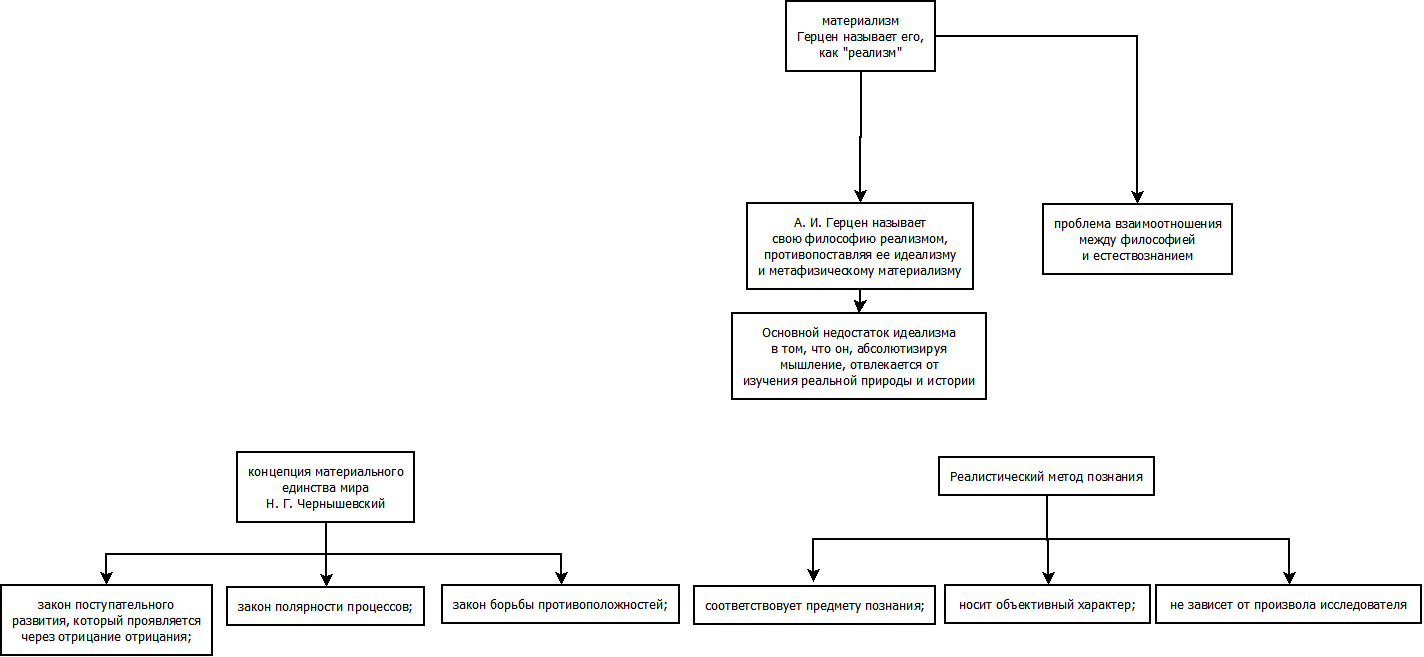 материализм
Герцен называет его,
как "реализм"
А. И. Герцен называет
свою философию реализмом,
противопоставляя ее идеализму
и метафизическому материализму
проблема взаимоотношения
между философией
и естествознанием
Основной недостаток идеализма
в том, что он, абсолютизируя
мышление, отвлекается от
изучения реальной природы и истории
концепция материального
единства мира
Н. Г. Чернышевский
Реалистический метод познания
закон поступательного
развития, который проявляется
через отрицание отрицания;
закон полярности процессов;
закон борьбы противоположностей;
соответствует предмету познания;
носит объективный характер;
не зависет от произвола исследователя